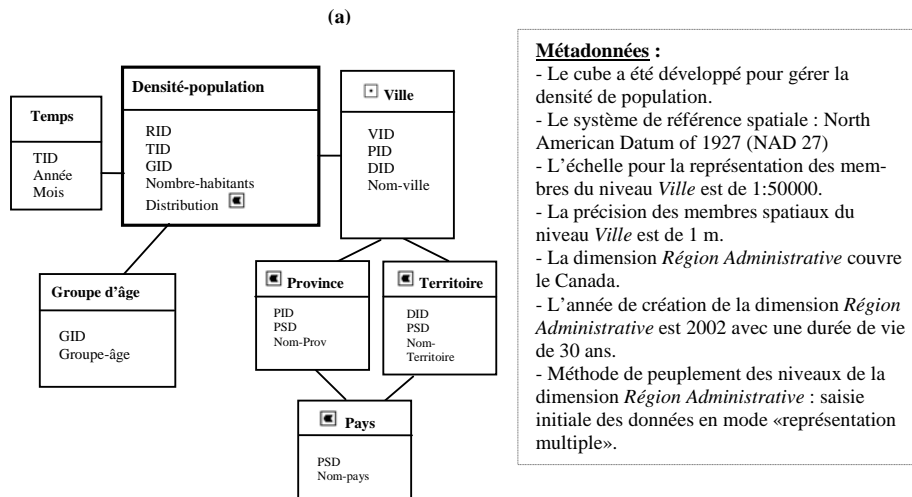 (a)
Densité-population
RID
TID
GID
Nombre-habitants
Distribution
Temps
TID
Année
Mois
Ville
VID
PID
DID
Nom-ville
Groupe d'âge
GID
Groupe-âge
Province
PID
PSD
Nom-Prov
Territoire
DID
PSD
Nom-
Territoire
Pays
PSD
Nom-pays
Métadonnées :
- Le cube a été développé pour gérer la
densité de population.
- Le système de référence spatiale : North
American Datum of 1927 (NAD 27)
- L'échelle pour la représentation des mem-
bres du niveau Ville est de 1:50000.
- La précision des membres spatiaux du
niveau Ville est de 1 m.
- La dimension Région Administrative couvre
le Canada.
- L'année de création de la dimension Région
Administrative est 2002 avec une durée de vie
de 30 ans.
- Méthode de peuplement des niveaux de la
dimension Région Administrative : saisie
initiale des données en mode «représentation
multiple».